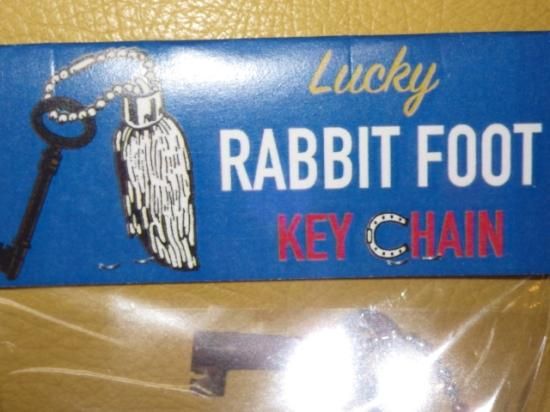 Lucky
RABBIT FOOT
KEY CHAIN